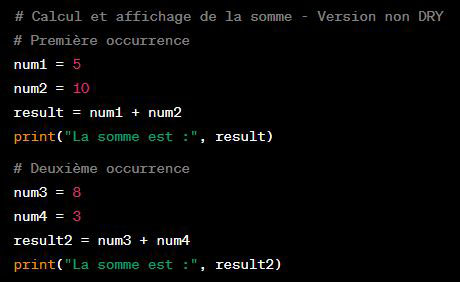 # Calcul et affichage de la somme - Version non DRY
# Première occurrence
num1 = 5
num2 = 10
result = num1 + num2
print("La somme est :", result)
# Deuxième occurrence
num3 = 8
num4 = 3
result2 = num3 + num4
print("La somme est :", result2)